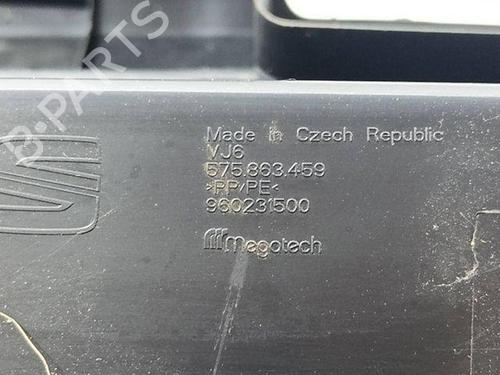 B-PARTS
Made in Czech Republic
VJ6
575.863.459
>PP/PE<
960231500
megotech